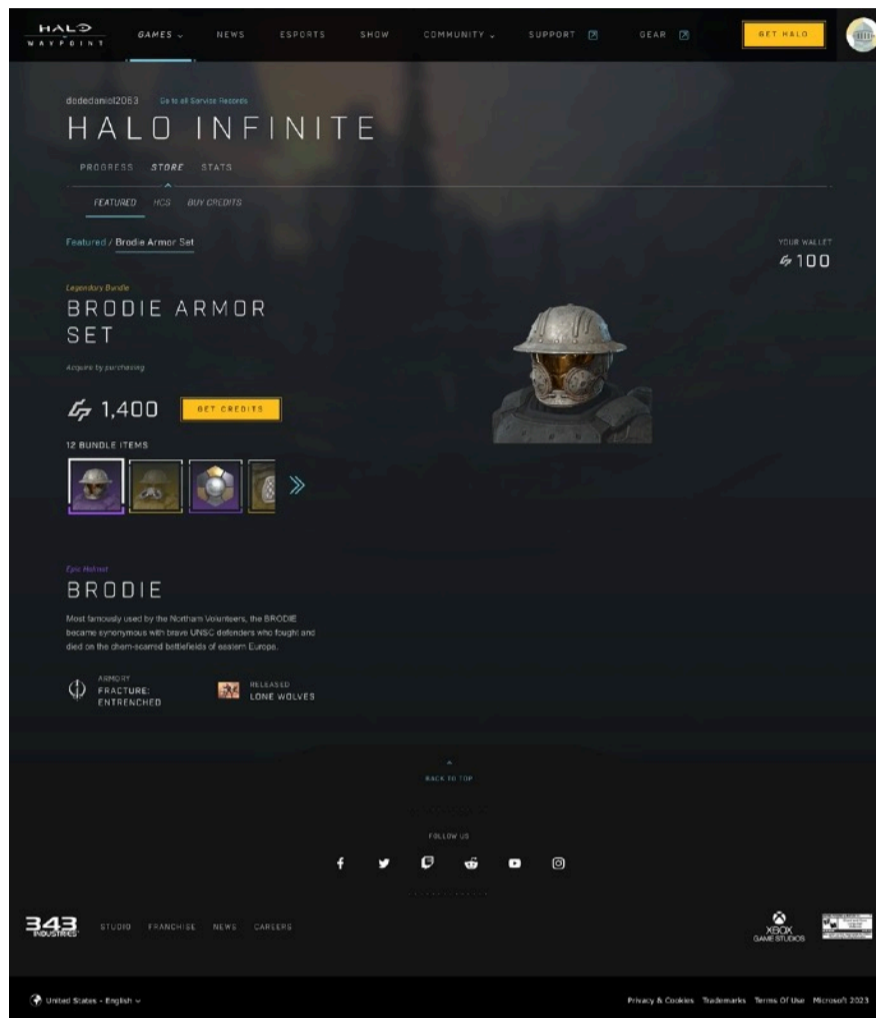 HALO
WAYPOINT
GAMES
NEWS
ESPORTS
SHOW
COMMUNITY
SUPPORT
GEAR
GET HALO
dodedaniel2063 Go to all Service Records
HALO INFINITE
PROGRESS STORE STATS
FEATURED HCS BUY CREDITS
Featured / Brodie Armor Set
YOUR WALLET
100
Legendary Bundle
BRODIE ARMOR
SET
Acquire by purchasing
1,400 GET CREDITS
12 BUNDLE ITEMS
Epic Helmet
BRODIE
Most famously used by the Northam Volunteers, the BRODIE
became synonymous with brave UNSC defenders who fought and
died on the chem-scarred battlefields of eastern Europe.
ARMORY
FRACTURE:
ENTRENCHED
RELEASED
LONE WOLVES
BACK TO TOP
FOLLOW US
343
INDUSTRIES
STUDIO FRANCHISE NEWS CAREERS
XBOX
GAME STUDIOS
United States - English
Privacy & Cookies Trademarks Terms Of Use Microsoft 2023